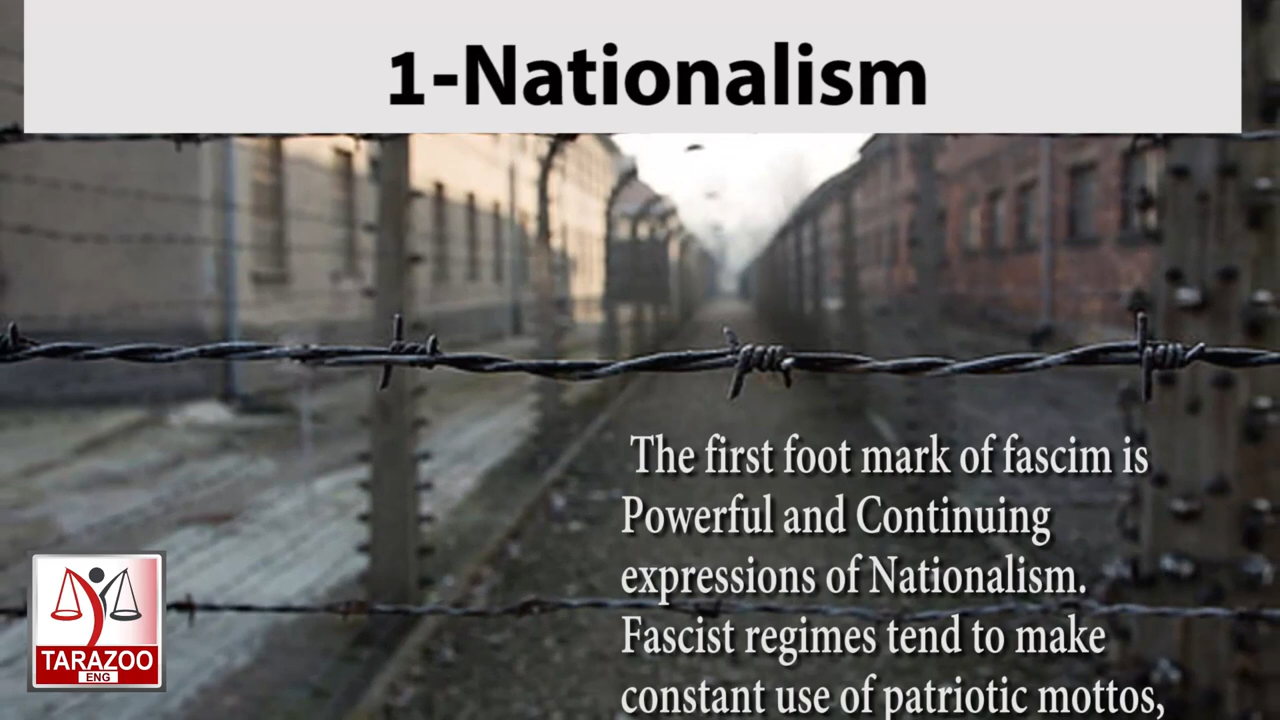 1-Nationalism
The first foot mark of fascim is
Powerful and Continuing
expressions of Nationalism.
Fascist regimes tend to make
constant use of patriotic mottos,
TARAZOO
ENG